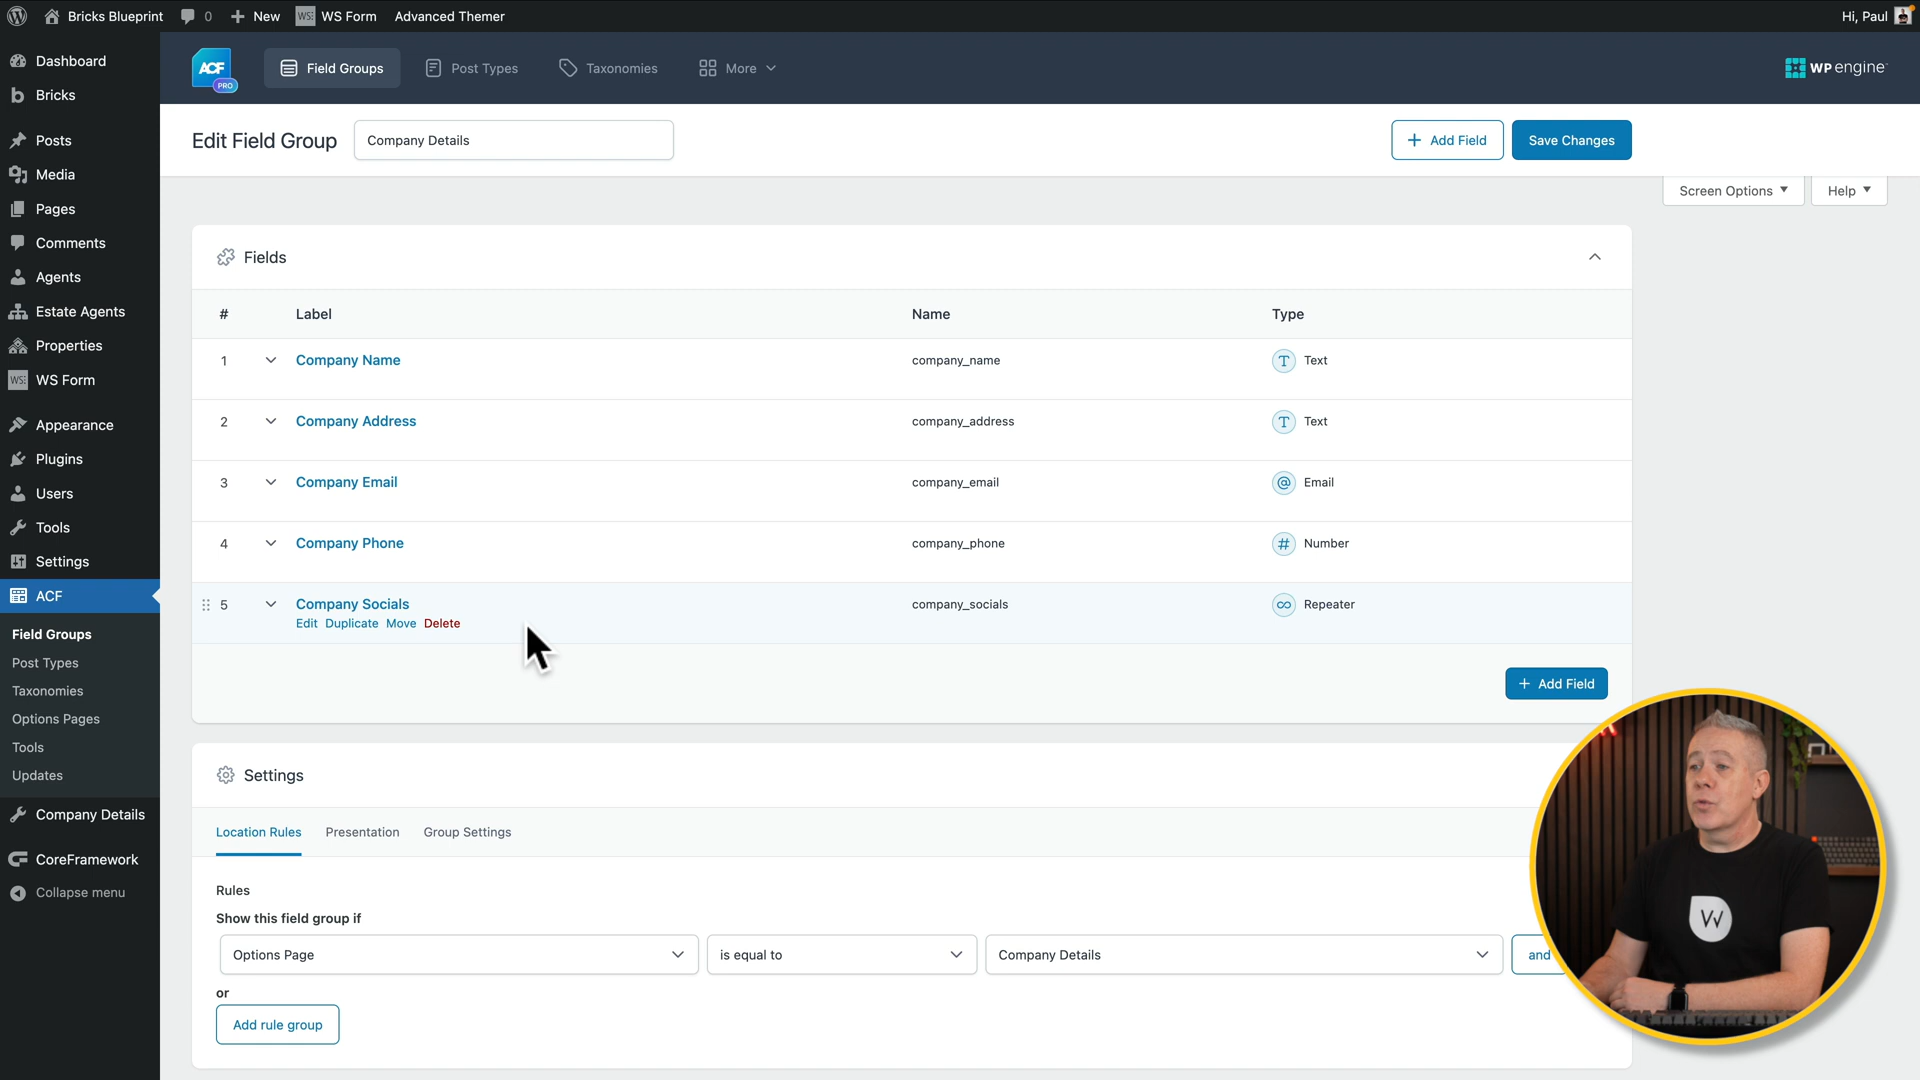 Bricks Blueprint 0 New WS Form Advanced Themer Hi, Paul
Dashboard
Bricks
Posts
Media
Pages
Comments
Agents
Estate Agents
Properties
WS Form
Appearance
Plugins
Users
Tools
Settings
ACF
Field Groups
Post Types
Taxonomies
Options Pages
Tools
Updates
Company Details
CoreFramework
Collapse menu
ACF PRO Field Groups Post Types Taxonomies More WP engine
Edit Field Group Company Details + Add Field Save Changes
Screen Options Help
Fields
# Label Name Type
1 Company Name company_name T Text
2 Company Address company_address T Text
3 Company Email company_email @ Email
4 Company Phone company_phone # Number
5 Company Socials company_socials Repeater
Edit Duplicate Move Delete
+ Add Field
Settings
Location Rules Presentation Group Settings
Rules
Show this field group if
Options Page is equal to Company Details and
or
Add rule group
W